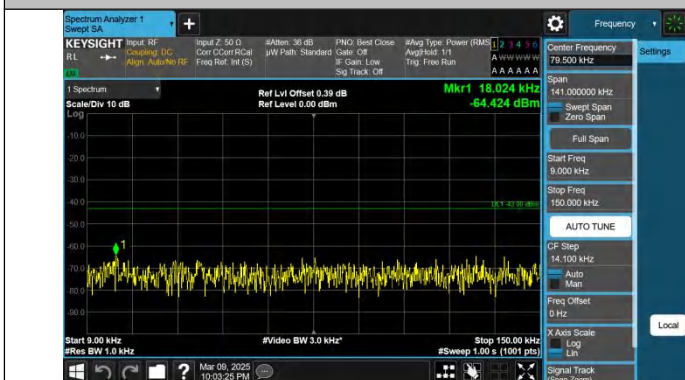 Spectrum Analyzer 1
Swept SA
Frequency
KEYSIGHT
RL
Input: RF
Coupling: DC
Align: Auto/No RF
Input Z: 50 Ω
Corr CCorr RCal
Freq Ref: Int (S)
#Atten: 36 dB
µW Path: Standard
PNO: Best Close
Gate: Off
IF Gain: Low
Sig Track: Off
#Avg Type: Power (RMS)
Avg|Hold: 1/1
Trig: Free Run
1 2 3 4 5 6
A W W W W W
A A A A A A
1 Spectrum
Scale/Div 10 dB
Log
Ref Lvl Offset 0.39 dB
Ref Level 0.00 dBm
Mkr1 18.024 kHz
-64.424 dBm
-10.0
-20.0
-30.0
-40.0
-50.0
-60.0
-70.0
-80.0
-90.0
1
Start 9.00 kHz
#Res BW 1.0 kHz
#Video BW 3.0 kHz*
Stop 150.00 kHz
#Sweep 1.00 s (1001 pts)
Mar 09, 2025
10:03:25 PM
Center Frequency
79.500 kHz
Settings
Span
141.000000 kHz
Swept Span
Zero Span
Full Span
Start Freq
9.000 kHz
Stop Freq
150.000 kHz
AUTO TUNE
CF Step
14.100 kHz
Auto
Man
Freq Offset
0 Hz
X Axis Scale
Log
Lin
Local
Signal Track
(Span Zoom)